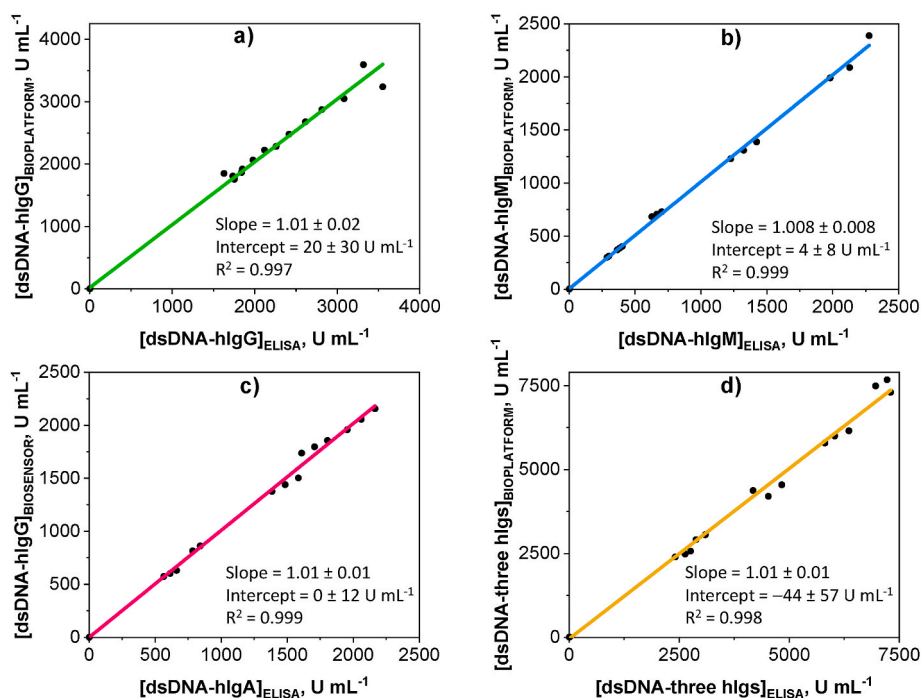 a)
[dsDNA-hIgG]BIOPLATFORM, U mL⁻¹
4000
3000
2000
1000
0
Slope = 1.01 ± 0.02
Intercept = 20 ± 30 U mL⁻¹
R² = 0.997
0 1000 2000 3000 4000
[dsDNA-hIgG]ELISA, U mL⁻¹
b)
[dsDNA-hIgM]BIOPLATFORM, U mL⁻¹
2500
2000
1500
1000
500
0
Slope = 1.008 ± 0.008
Intercept = 4 ± 8 U mL⁻¹
R² = 0.999
0 500 1000 1500 2000 2500
[dsDNA-hIgM]ELISA, U mL⁻¹
c)
[dsDNA-hIgG]BIOSENSOR, U mL⁻¹
2500
2000
1500
1000
500
0
Slope = 1.01 ± 0.01
Intercept = 0 ± 12 U mL⁻¹
R² = 0.999
0 500 1000 1500 2000 2500
[dsDNA-hIgA]ELISA, U mL⁻¹
d)
[dsDNA-three hIgs]BIOPLATFORM, U mL⁻¹
7500
5000
2500
0
Slope = 1.01 ± 0.01
Intercept = −44 ± 57 U mL⁻¹
R² = 0.998
0 2500 5000 7500
[dsDNA-three hIgs]ELISA, U mL⁻¹